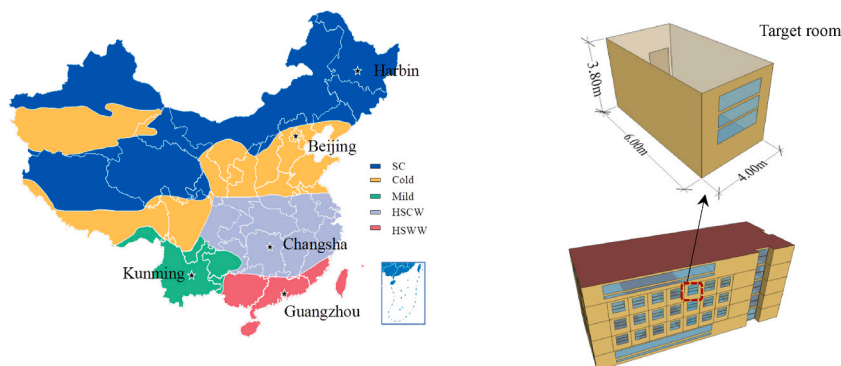 Harbin
Beijing
SC
Cold
Mild
HSCW
HSWW
Changsha
Kunming
Guangzhou
Target room
3.80m
6.00m
4.00m